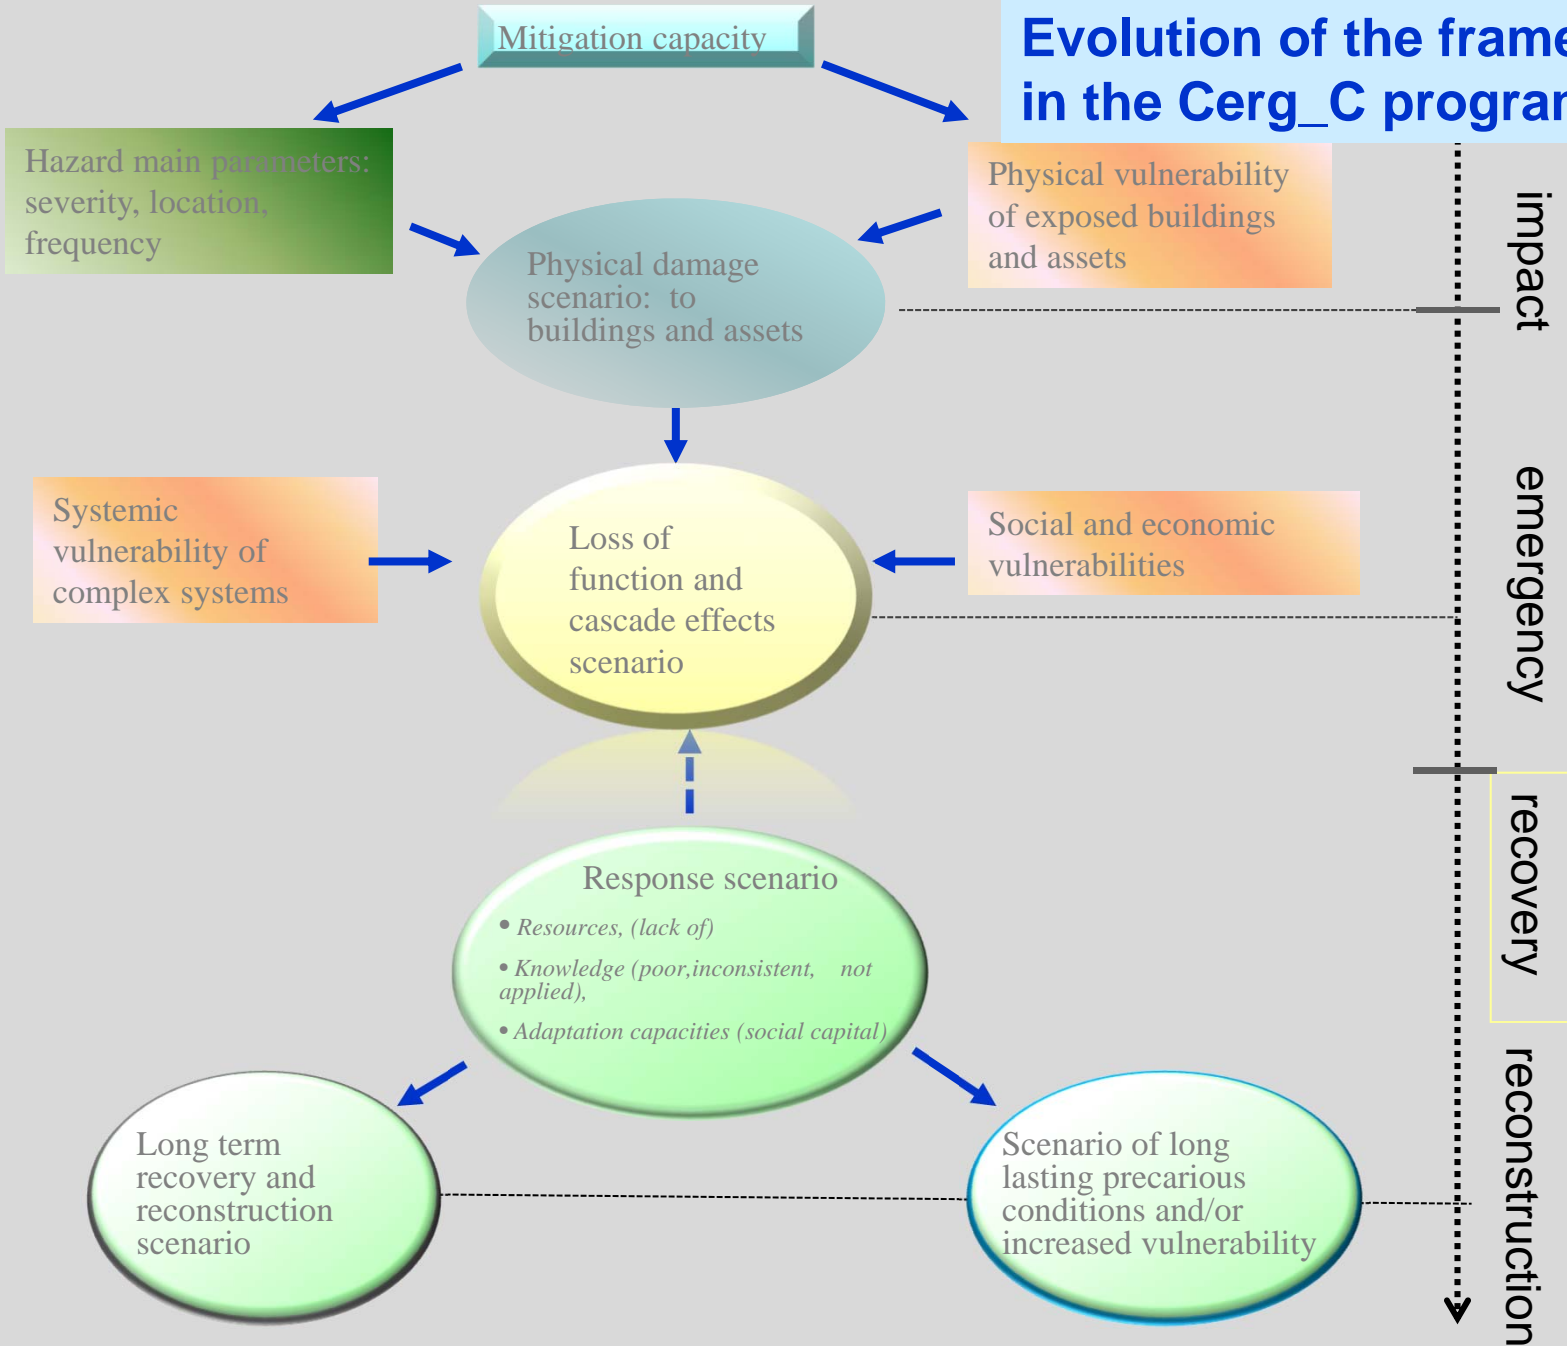 Mitigation capacity
Evolution of the frame
in the Cerg_C program
Hazard main parameters:
severity, location,
frequency
Physical vulnerability
of exposed buildings
and assets
impact
Physical damage
scenario: to
buildings and assets
Systemic
vulnerability of
complex systems
Loss of
function and
cascade effects
scenario
Social and economic
vulnerabilities
emergency
Response scenario
• Resources, (lack of)
• Knowledge (poor,inconsistent, not
applied),
• Adaptation capacities (social capital)
recovery
Long term
recovery and
reconstruction
scenario
Scenario of long
lasting precarious
conditions and/or
increased vulnerability
reconstruction